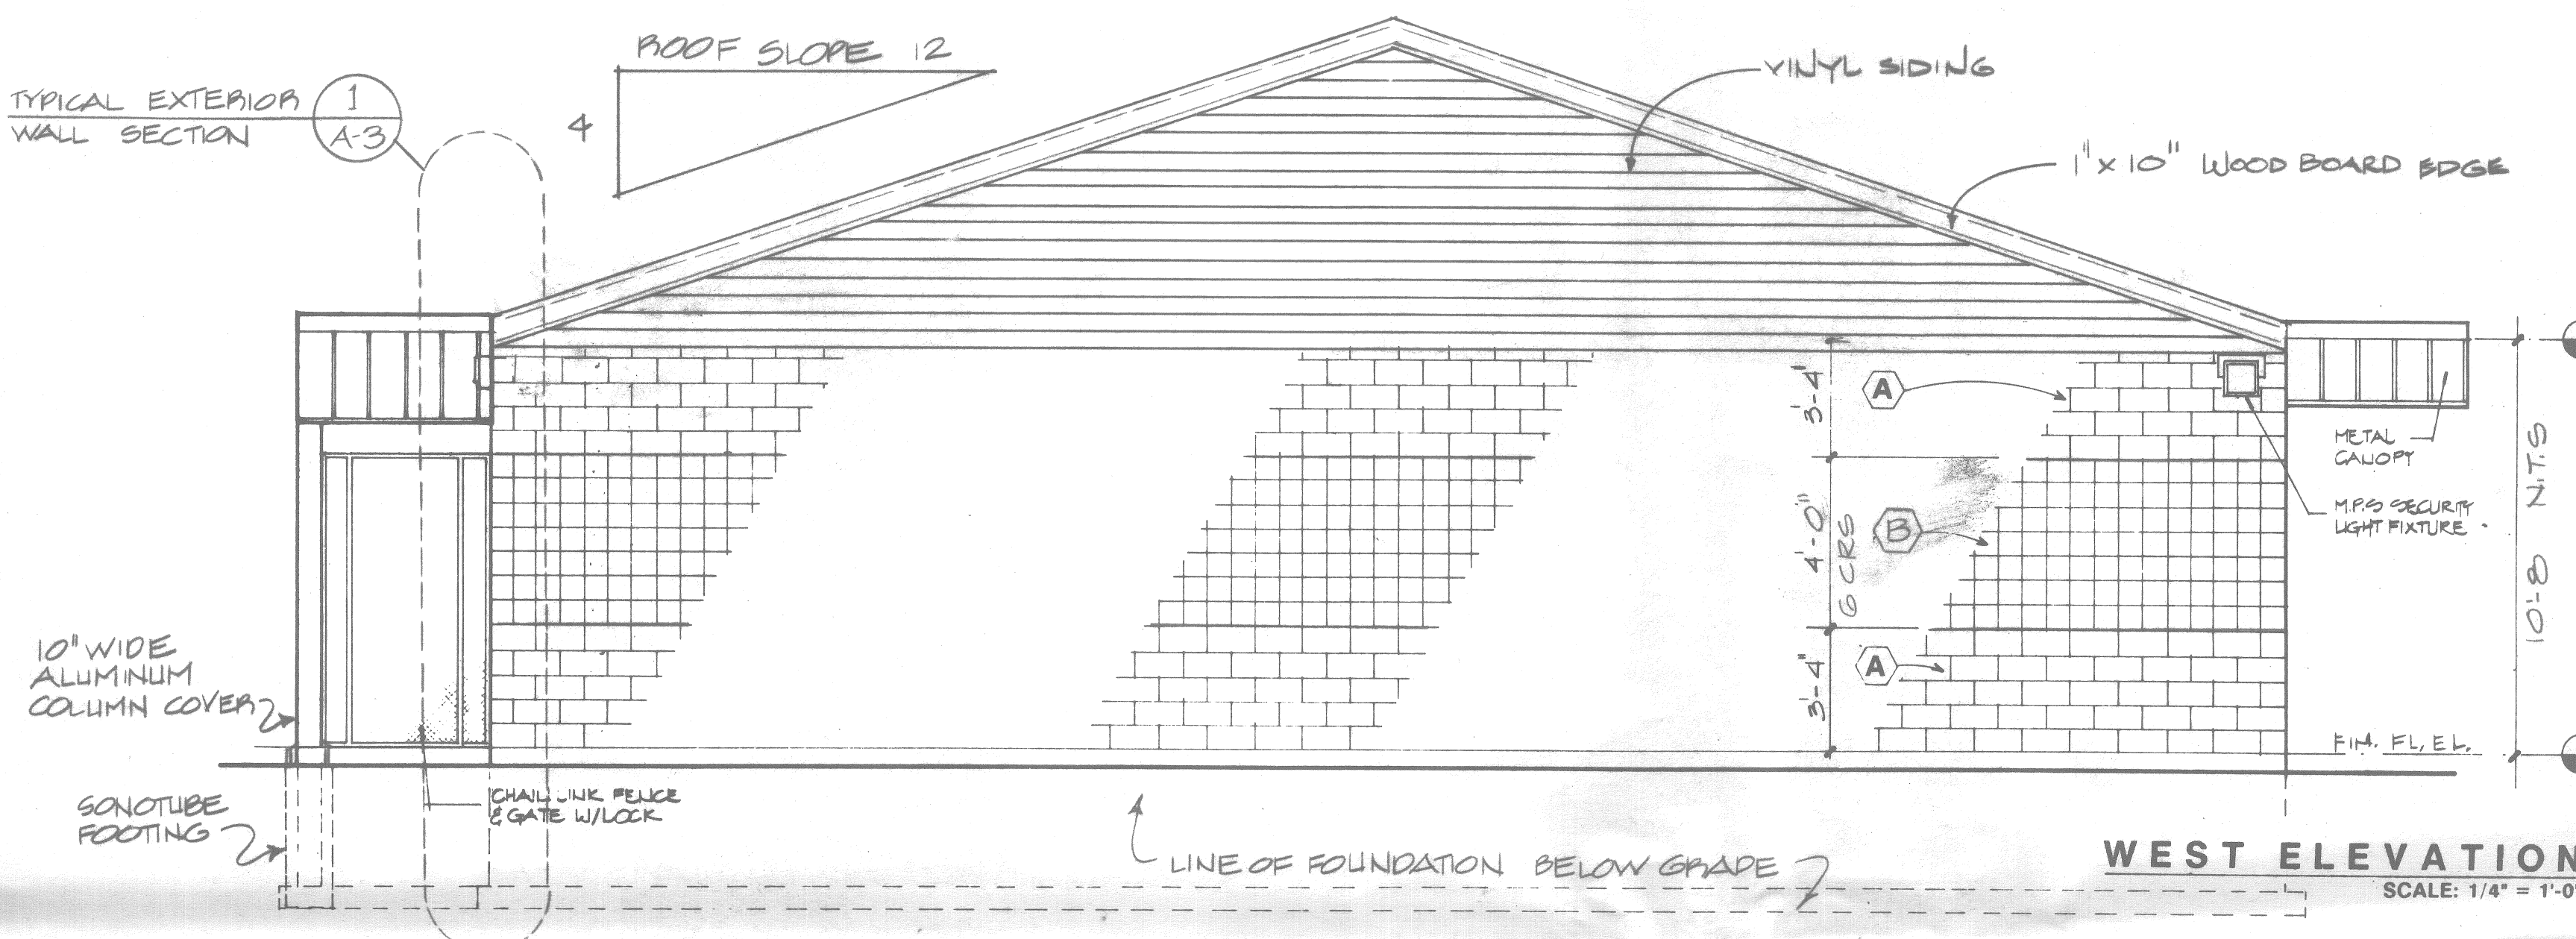 ROOF SLOPE 12
4
TYPICAL EXTERIOR
WALL SECTION
1
A-3
VINYL SIDING
1" x 10" WOOD BOARD EDGE
3'-4"
A
4'-0"
6 CRS
B
3'-4"
A
METAL
CANOPY
M.P.S SECURITY
LIGHT FIXTURE
10'-8 N.T.S
FIN. FL, EL.
10" WIDE
ALUMINUM
COLUMN COVER
SONOTUBE
FOOTING
CHAIN LINK FENCE
& GATE W/LOCK
LINE OF FOUNDATION BELOW GRADE
WEST ELEVATION
SCALE: 1/4" = 1'-0"